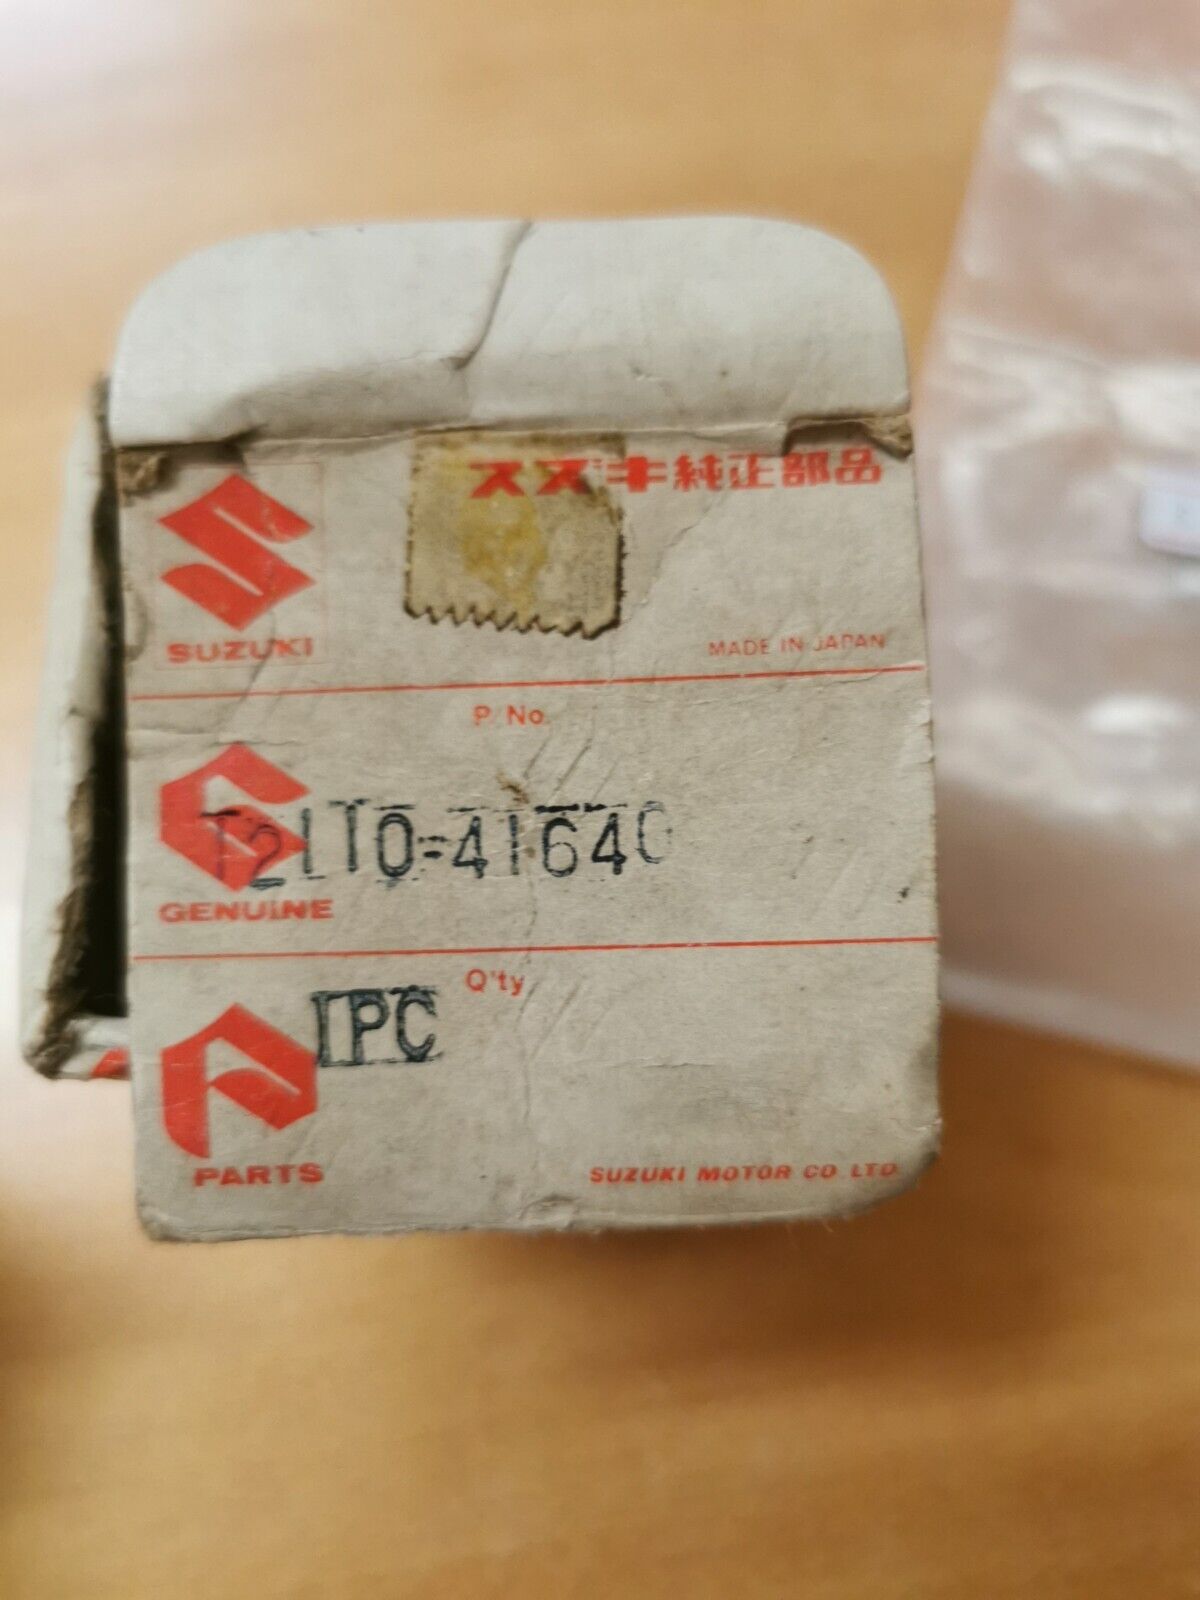 スズキ純正部品
SUZUKI
MADE IN JAPAN
P/No.
12110-41640
GENUINE
Q'ty
1PC
PARTS
SUZUKI MOTOR CO. LTD.